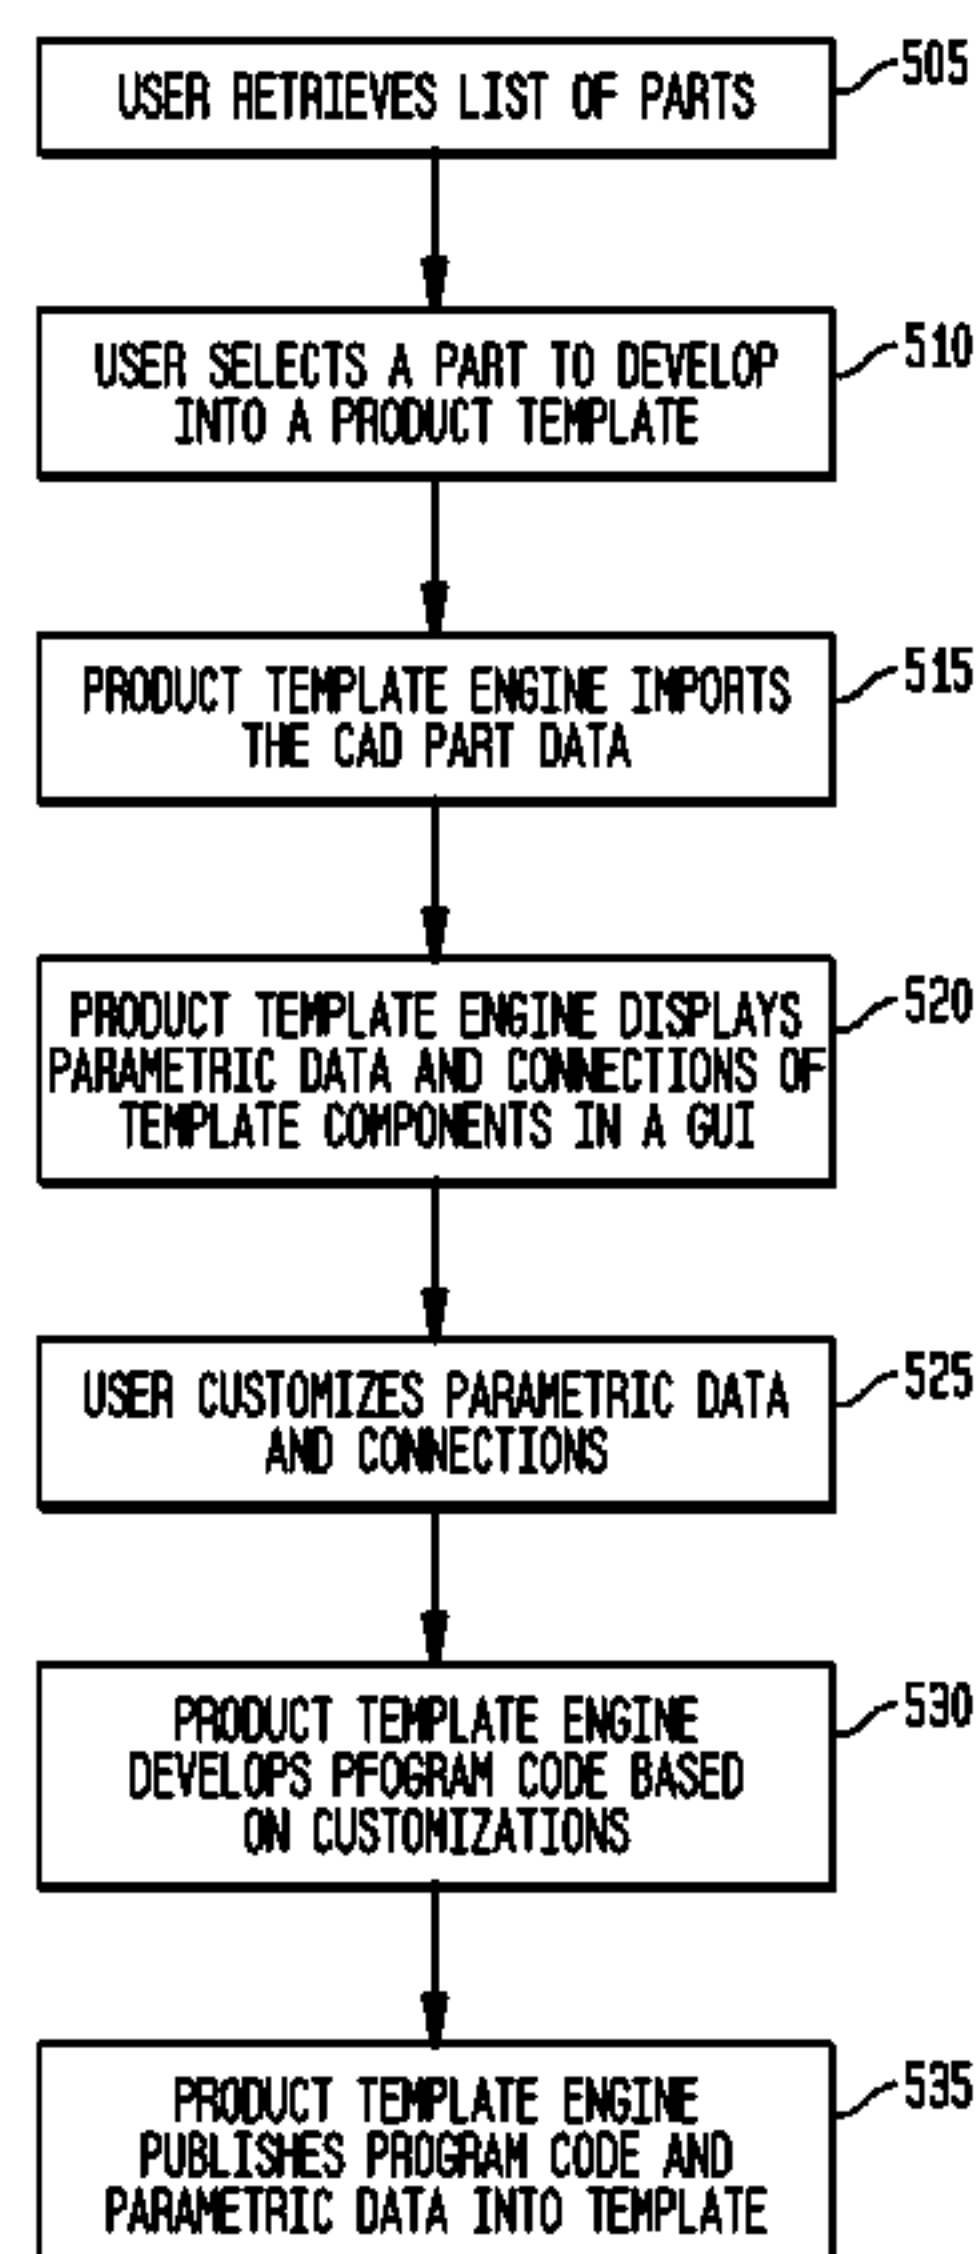 USER RETRIEVES LIST OF PARTS
505
USER SELECTS A PART TO DEVELOP
INTO A PRODUCT TEMPLATE
510
PRODUCT TEMPLATE ENGINE IMPORTS
THE CAD PART DATA
515
PRODUCT TEMPLATE ENGINE DISPLAYS
PARAMETRIC DATA AND CONNECTIONS OF
TEMPLATE COMPONENTS IN A GUI
520
USER CUSTOMIZES PARAMETRIC DATA
AND CONNECTIONS
525
PRODUCT TEMPLATE ENGINE
DEVELOPS PFOGRAM CODE BASED
ON CUSTOMIZATIONS
530
PRODUCT TEMPLATE ENGINE
PUBLISHES PROGRAM CODE AND
PARAMETRIC DATA INTO TEMPLATE
535